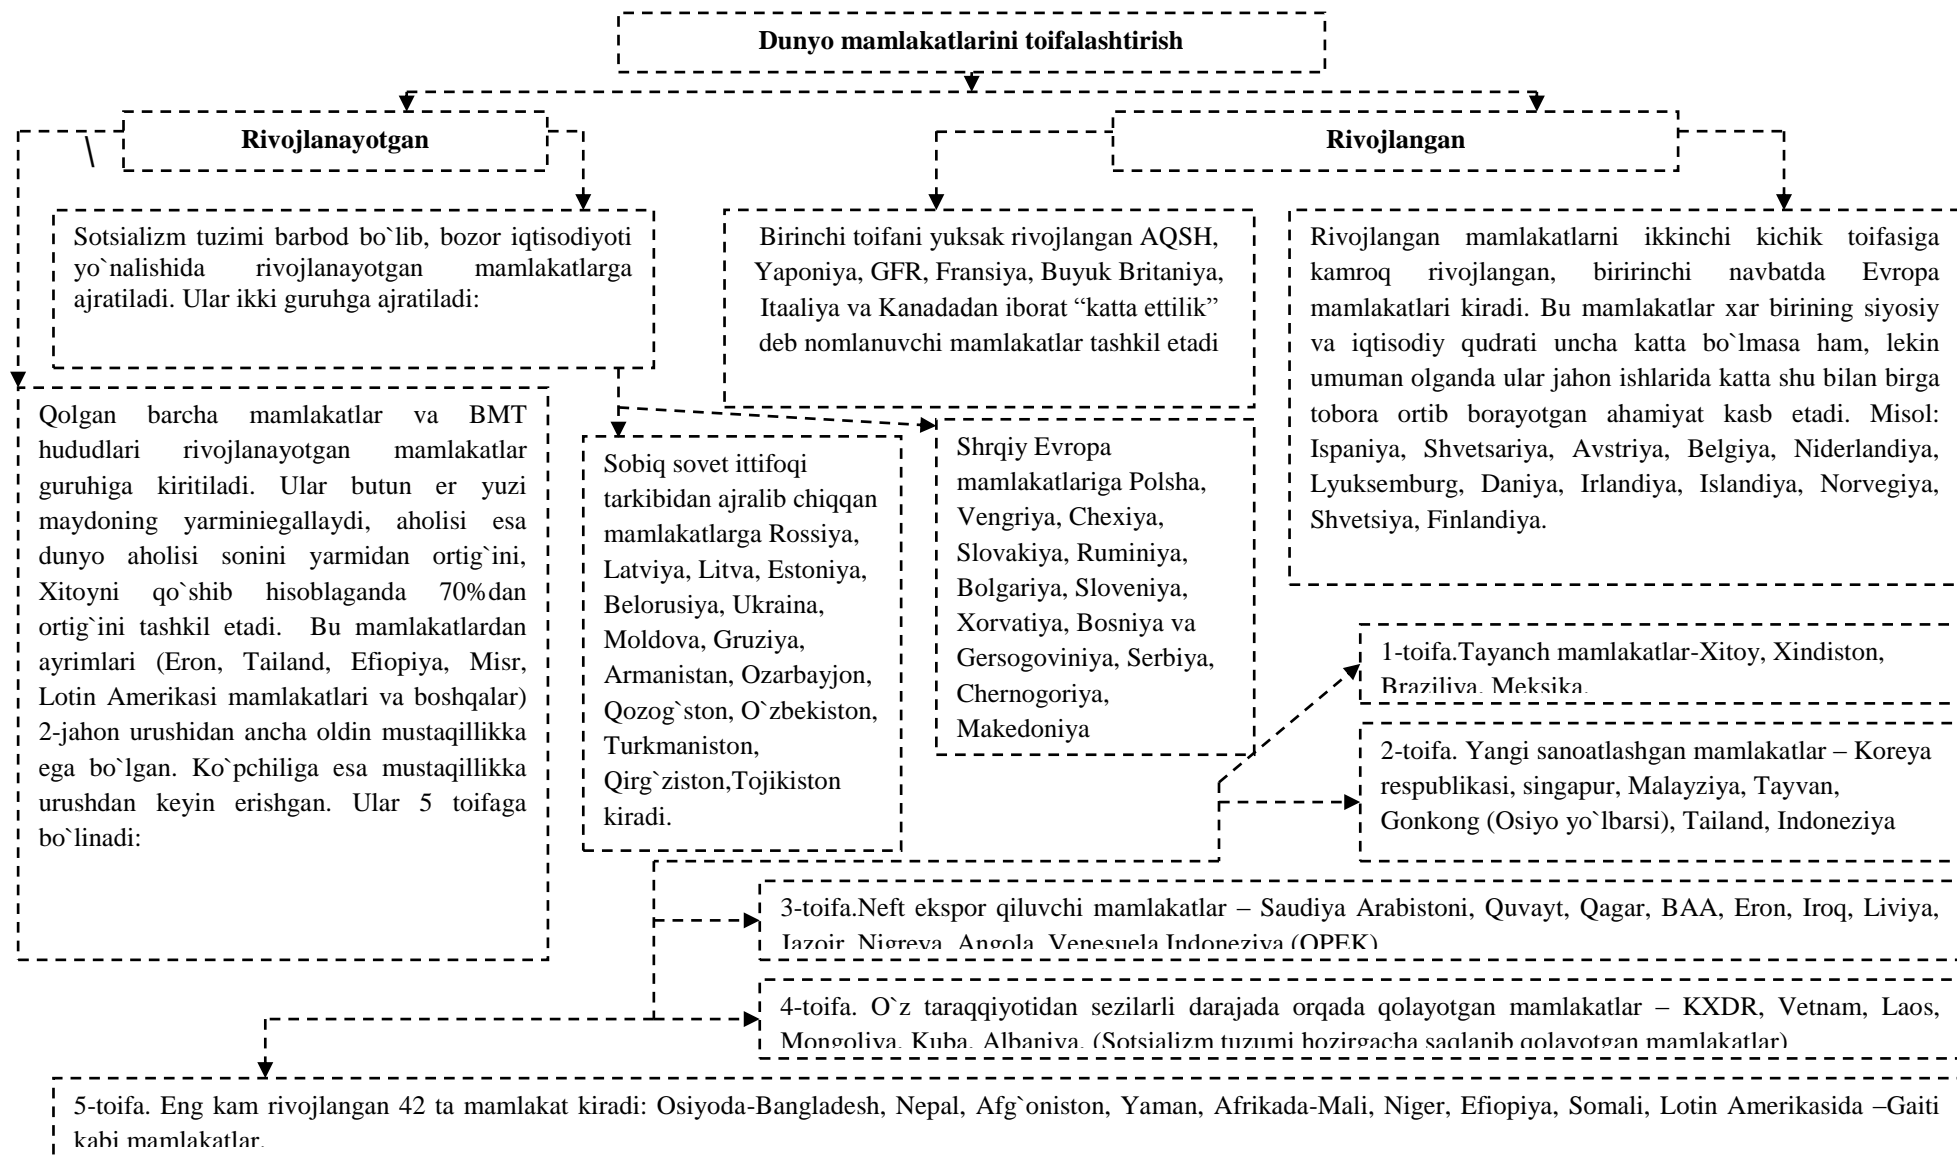 Dunyo mamlakatlarini toifalashtirish
Rivojlanayotgan
Rivojlangan
\
Sotsializm tuzimi barbod bo`lib, bozor iqtisodiyoti
yo`nalishida rivojlanayotgan mamlakatlarga
ajratiladi. Ular ikki guruhga ajratiladi:
Birinchi toifani yuksak rivojlangan AQSH,
Yaponiya, GFR, Fransiya, Buyuk Britaniya,
Itaaliya va Kanadadan iborat “katta ettilik”
deb nomlanuvchi mamlakatlar tashkil etadi
Rivojlangan mamlakatlarni ikkinchi kichik toifasiga
kamroq rivojlangan, biririnchi navbatda Evropa
mamlakatlari kiradi. Bu mamlakatlar xar birining siyosiy
va iqtisodiy qudrati uncha katta bo`lmasa ham, lekin
umuman olganda ular jahon ishlarida katta shu bilan birga
tobora ortib borayotgan ahamiyat kasb etadi. Misol:
Ispaniya, Shvetsariya, Avstriya, Belgiya, Niderlandiya,
Lyuksemburg, Daniya, Irlandiya, Islandiya, Norvegiya,
Shvetsiya, Finlandiya.
Qolgan barcha mamlakatlar va BMT
hududlari rivojlanayotgan mamlakatlar
guruhiga kiritiladi. Ular butun er yuzi
maydoning yarminiegallaydi, aholisi esa
dunyo aholisi sonini yarmidan ortig`ini,
Xitoyni qo`shib hisoblaganda 70%dan
ortig`ini tashkil etadi. Bu mamlakatlardan
ayrimlari (Eron, Tailand, Efiopiya, Misr,
Lotin Amerikasi mamlakatlari va boshqalar)
2-jahon urushidan ancha oldin mustaqillikka
ega bo`lgan. Ko`pchiliga esa mustaqillikka
urushdan keyin erishgan. Ular 5 toifaga
bo`linadi:
Sobiq sovet ittifoqi
tarkibidan ajralib chiqqan
mamlakatlarga Rossiya,
Latviya, Litva, Estoniya,
Belorusiya, Ukraina,
Moldova, Gruziya,
Armanistan, Ozarbayjon,
Qozog`ston, O`zbekiston,
Turkmaniston,
Qirg`ziston,Tojikiston
kiradi.
Shrqiy Evropa
mamlakatlariga Polsha,
Vengriya, Chexiya,
Slovakiya, Ruminiya,
Bolgariya, Sloveniya,
Xorvatiya, Bosniya va
Gersogoviniya, Serbiya,
Chernogoriya,
Makedoniya
1-toifa.Tayanch mamlakatlar-Xitoy, Xindiston,
Braziliya, Meksika.
2-toifa. Yangi sanoatlashgan mamlakatlar – Koreya
respublikasi, singapur, Malayziya, Tayvan,
Gonkong (Osiyo yo`lbarsi), Tailand, Indoneziya
3-toifa.Neft ekspor qiluvchi mamlakatlar – Saudiya Arabistoni, Quvayt, Qagar, BAA, Eron, Iroq, Liviya,
Jazoir, Nigreya, Angola, Venesuela Indoneziya (OPEK)
4-toifa. O`z taraqqiyotidan sezilarli darajada orqada qolayotgan mamlakatlar – KXDR, Vetnam, Laos,
Mongoliya, Kuba, Albaniya. (Sotsializm tuzimi hozirgacha saqlanib qolayotgan mamlakatlar)
5-toifa. Eng kam rivojlangan 42 ta mamlakat kiradi: Osiyoda-Bangladesh, Nepal, Afg`oniston, Yaman, Afrikada-Mali, Niger, Efiopiya, Somali, Lotin Amerikasida –Gaiti
kabi mamlakatlar.